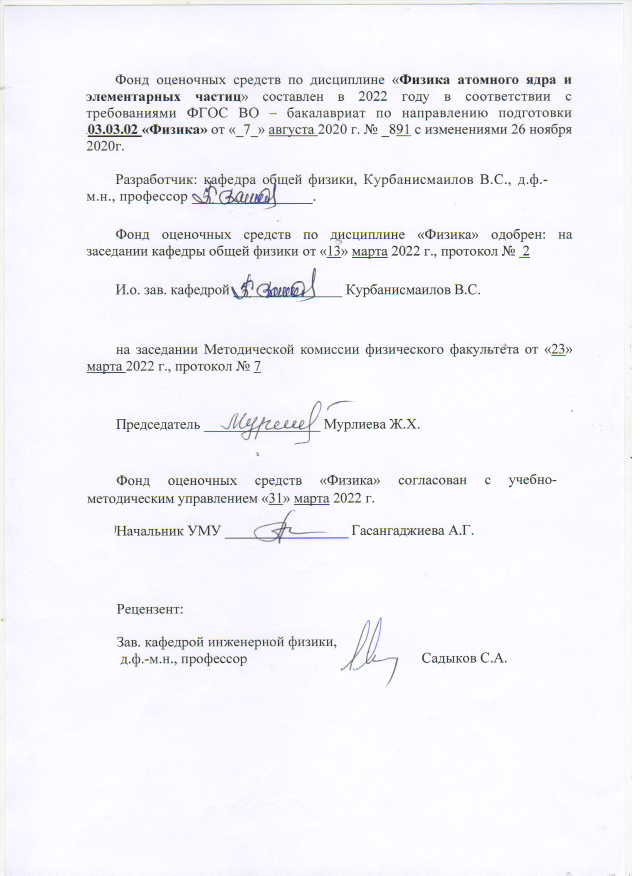 Фонд оценочных средств по дисциплине «Физика атомного ядра и
элементарных частиц» составлен в 2022 году в соответствии с
требованиями ФГОС ВО – бакалавриат по направлению подготовки
03.03.02 «Физика» от «_7_» августа 2020 г. № _891 с изменениями 26 ноября
2020г.
Разработчик: кафедра общей физики, Курбанисмаилов В.С., д.ф.-
м.н., профессор ________________.
Фонд оценочных средств по дисциплине «Физика» одобрен: на
заседании кафедры общей физики от «13» марта 2022 г., протокол № 2
И.о. зав. кафедрой ______________ Курбанисмаилов В.С.
на заседании Методической комиссии физического факультета от «23»
марта 2022 г., протокол № 7
Председатель ________________ Мурлиева Ж.Х.
Фонд оценочных средств «Физика» согласован с учебно-
методическим управлением «31» марта 2022 г.
Начальник УМУ _________________ Гасангаджиева А.Г.
Рецензент:
Зав. кафедрой инженерной физики,
д.ф.-м.н., профессор Садыков С.А.